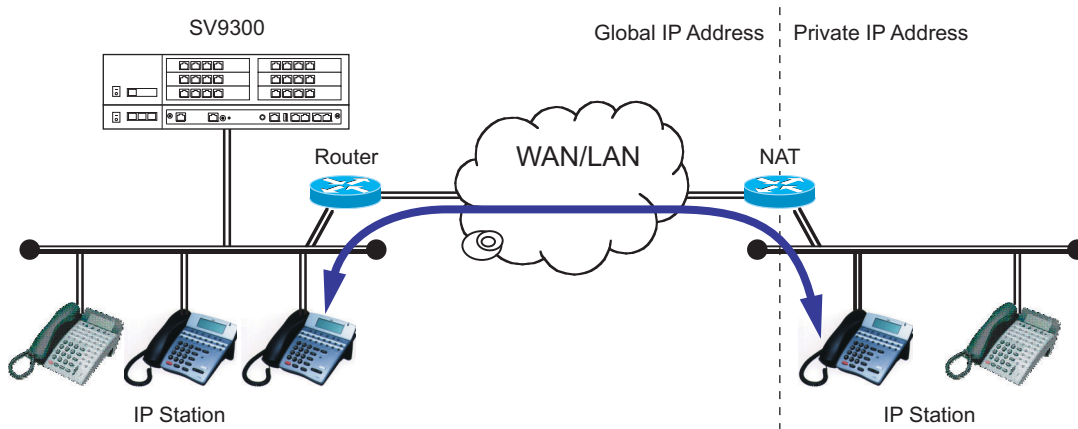 SV9300
Global IP Address
Private IP Address
Router
WAN/LAN
NAT
IP Station
IP Station